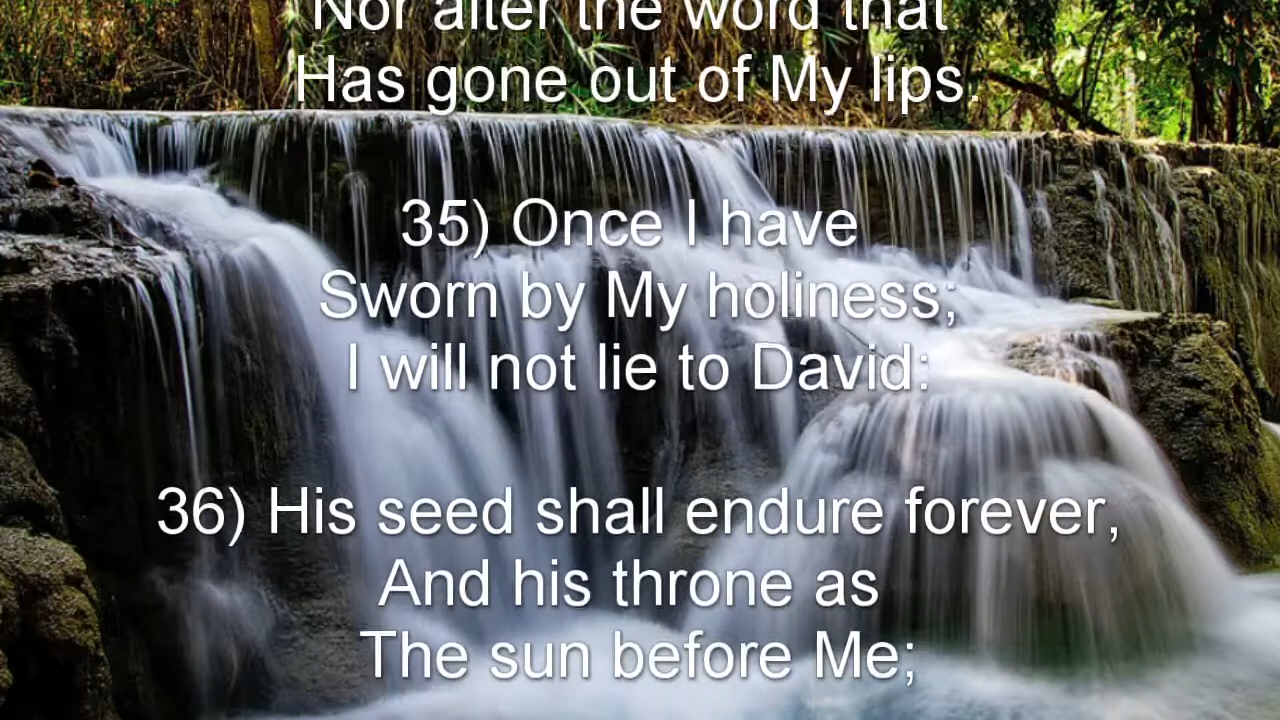 Nor alter the word that
Has gone out of My lips.
35) Once I have
Sworn by My holiness;
I will not lie to David:
36) His seed shall endure forever,
And his throne as
The sun before Me;